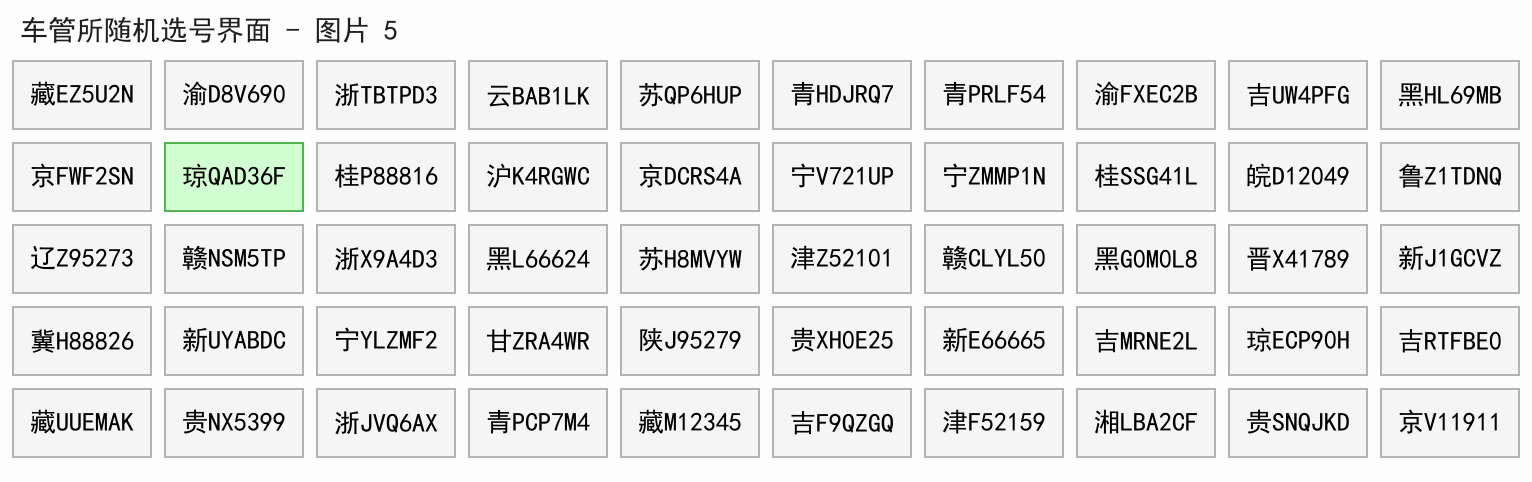 车管所随机选号界面 - 图片 5
藏EZ5U2N 渝D8V690 浙TBTPD3 云BAB1LK 苏QP6HUP 青HDJRQ7 青PRLF54 渝FXEC2B 吉UW4PFG 黑HL69MB
京FWF2SN 琼QAD36F 桂P88816 沪K4RGWC 京DCRS4A 宁V721UP 宁ZMMP1N 桂SSG41L 皖D12049 鲁Z1TDNQ
辽Z95273 赣NSM5TP 浙X9A4D3 黑L66624 苏H8MVYW 津Z52101 赣CLYL50 黑G0M0L8 晋X41789 新J1GCVZ
冀H88826 新UYABDC 宁YLZMF2 甘ZRA4WR 陕J95279 贵XH0E25 新E66665 吉MRNE2L 琼ECP90H 吉RTFBE0
藏UUEMAK 贵NX5399 浙JVQ6AX 青PCP7M4 藏M12345 吉F9QZGQ 津F52159 湘LBA2CF 贵SNQJKD 京V11911